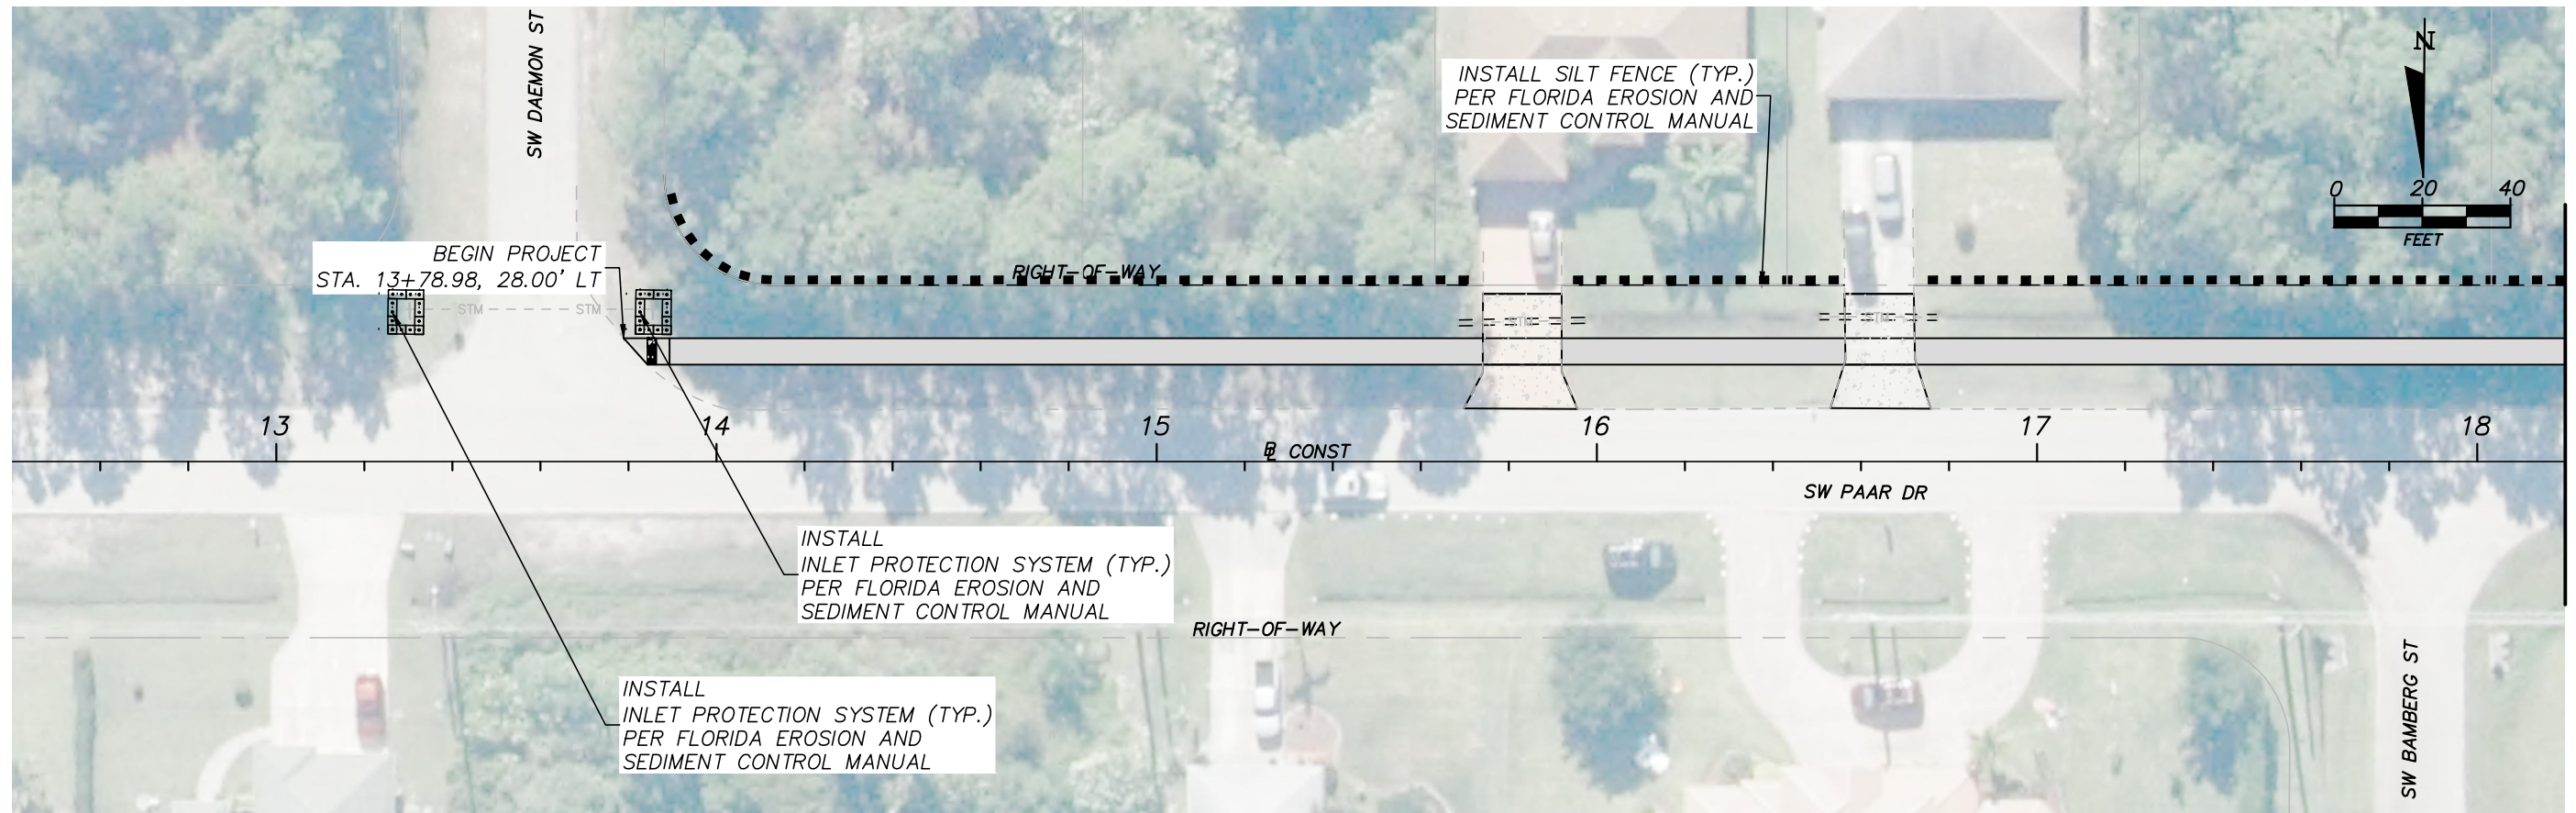 SW DAEMON ST
INSTALL SILT FENCE (TYP.)
PER FLORIDA EROSION AND
SEDIMENT CONTROL MANUAL
N
0 20 40
FEET
BEGIN PROJECT
STA. 13+78.98, 28.00' LT
RIGHT-OF-WAY
STM STM
STM
STM
13 14 15 16 17 18
BL CONST
SW PAAR DR
INSTALL
INLET PROTECTION SYSTEM (TYP.)
PER FLORIDA EROSION AND
SEDIMENT CONTROL MANUAL
RIGHT-OF-WAY
INSTALL
INLET PROTECTION SYSTEM (TYP.)
PER FLORIDA EROSION AND
SEDIMENT CONTROL MANUAL
SW BAMBERG ST